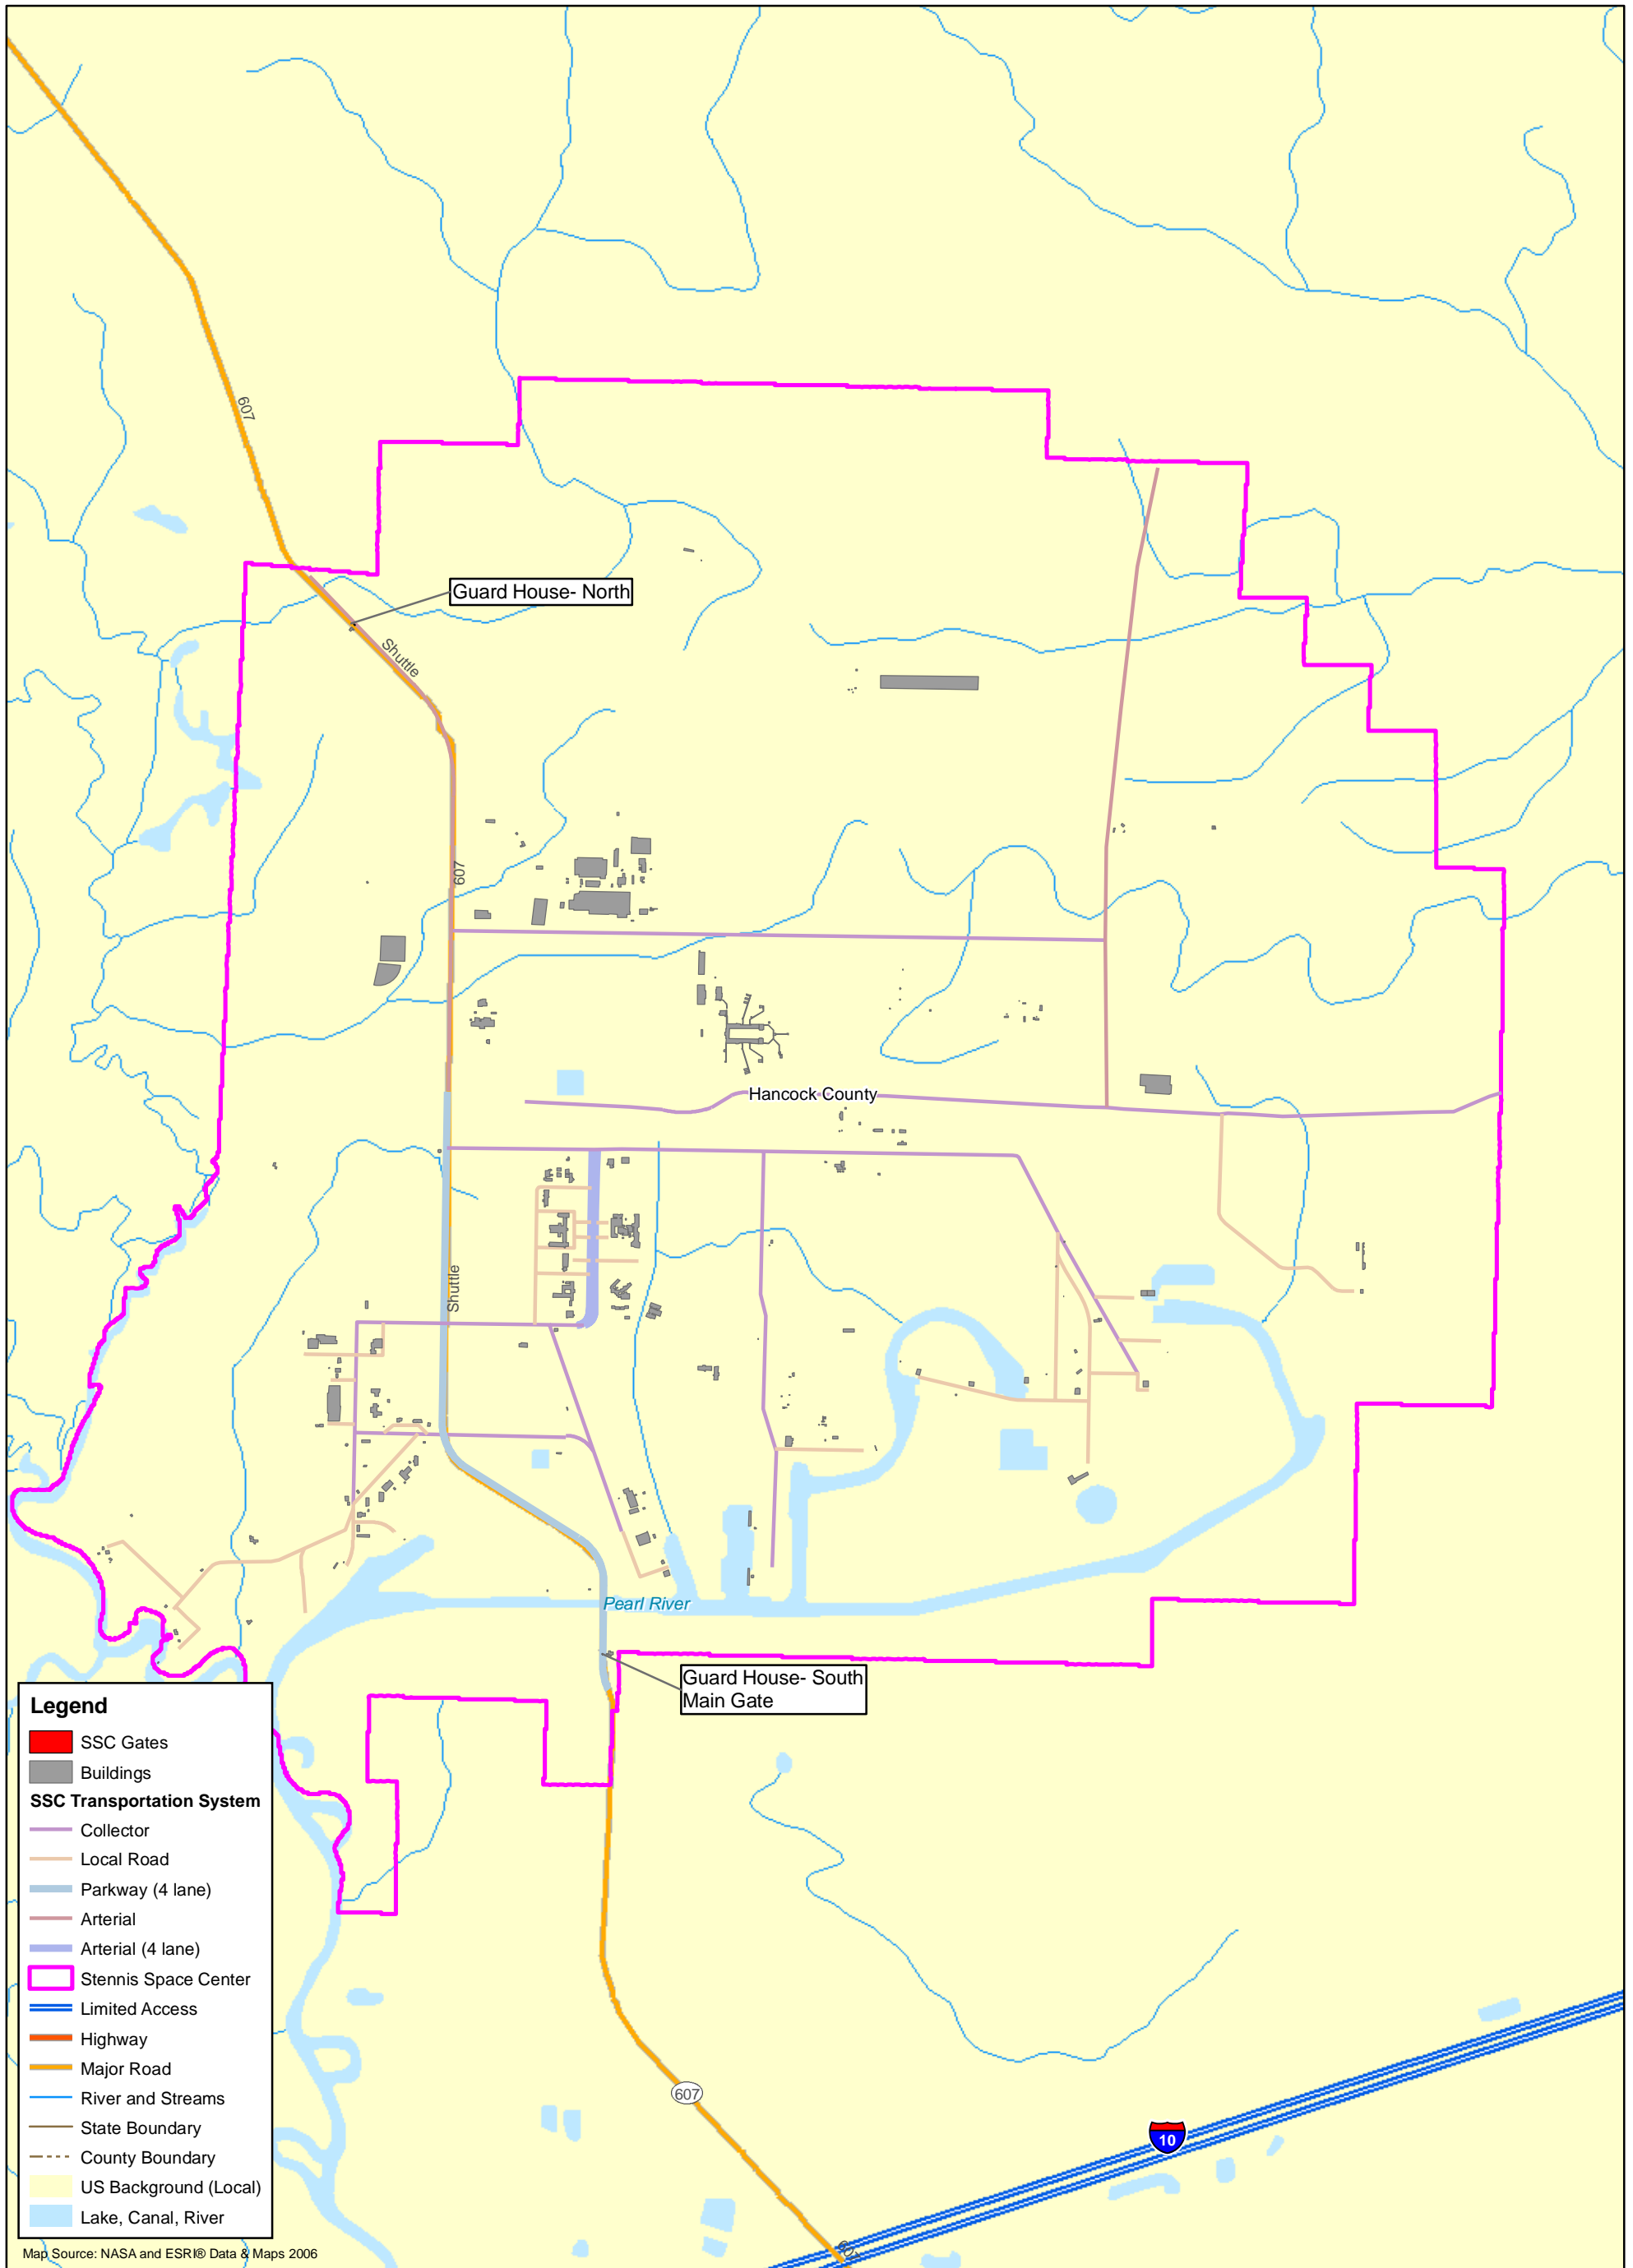 607
Guard House- North
Shuttle
607
Hancock County
Shuttle
Pearl River
Guard House- South
Main Gate
Legend
SSC Gates
Buildings
SSC Transportation System
Collector
Local Road
Parkway (4 lane)
Arterial
Arterial (4 lane)
Stennis Space Center
Limited Access
Highway
Major Road
River and Streams
State Boundary
County Boundary
US Background (Local)
Lake, Canal, River
607
10
Map Source: NASA and ESRI® Data & Maps 2006